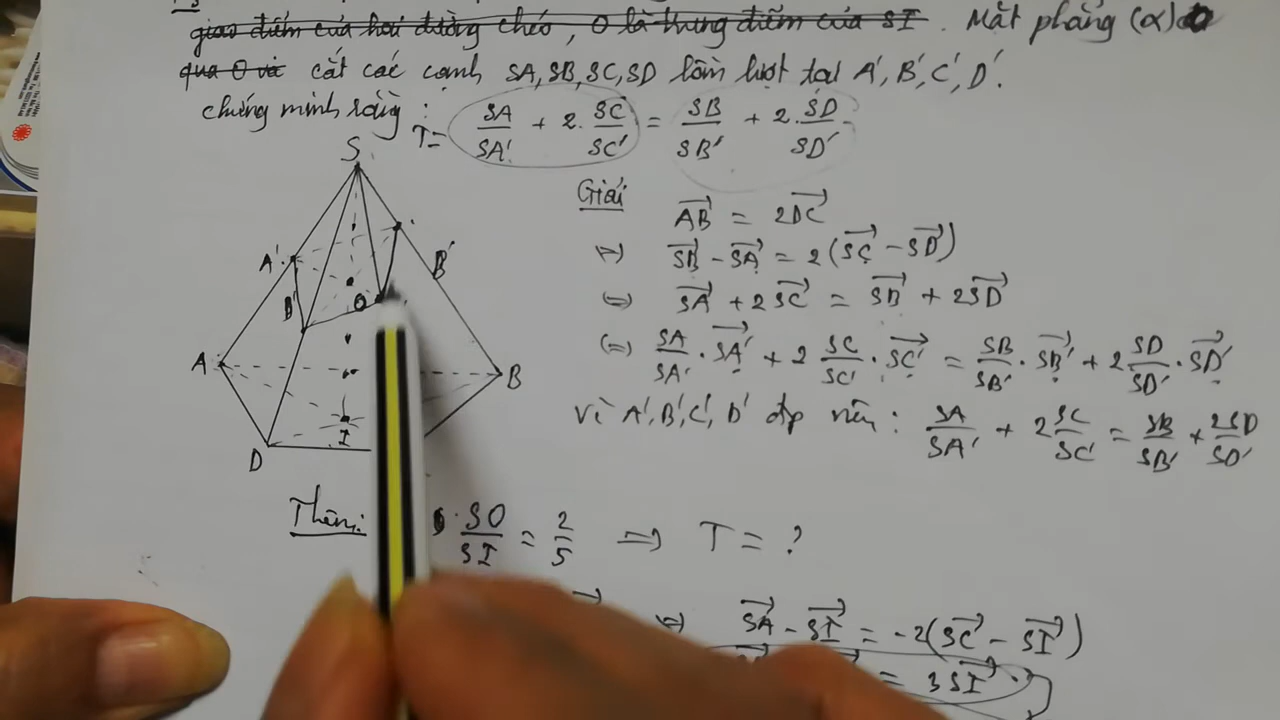 giao điểm của hai đường chéo, O là trung điểm của SI. Mặt phẳng (α)
qua O và cắt các cạnh SA, SB, SC, SD lần lượt tại A', B', C', D'.
chứng minh rằng:
T = SA/SA' + 2. SC/SC' = SB/SB' + 2. SD/SD'
S
Giải
AB→ = 2DC→
⇔ SB→ - SA→ = 2(SC→ - SD→)
⇔ SA→ + 2SC→ = SB→ + 2SD→
⇔ SA/SA' . SA'→ + 2 SC/SC' . SC'→ = SB/SB' . SB'→ + 2 SD/SD' . SD'→
Vì A', B', C', D' đp nên: SA/SA' + 2 SC/SC' = SB/SB' + 2SD/SD'
A'
B'
B'
O
A
B
I
D
Thêm: SO/SI = 2/5 ⇒ T = ?
⇔ SA→ - SI→ = -2(SC→ - SI→)
= 3SI→